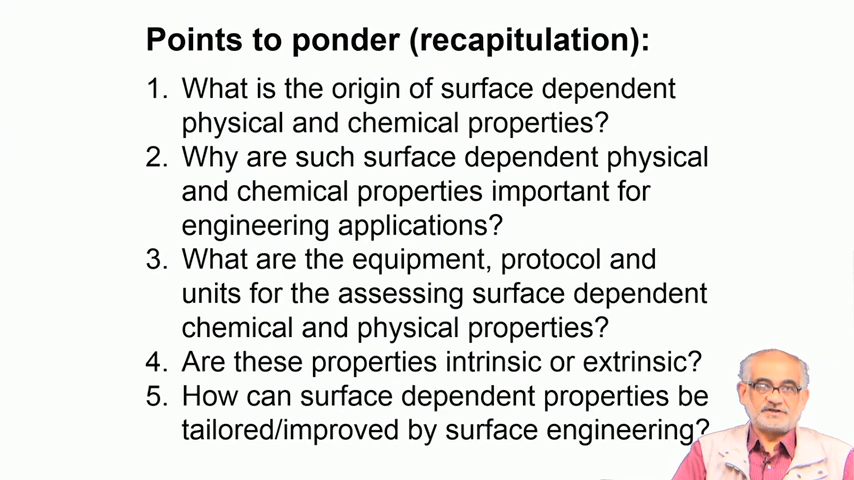 Points to ponder (recapitulation):
1. What is the origin of surface dependent
physical and chemical properties?
2. Why are such surface dependent physical
and chemical properties important for
engineering applications?
3. What are the equipment, protocol and
units for the assessing surface dependent
chemical and physical properties?
4. Are these properties intrinsic or extrinsic?
5. How can surface dependent properties be
tailored/improved by surface engineering?